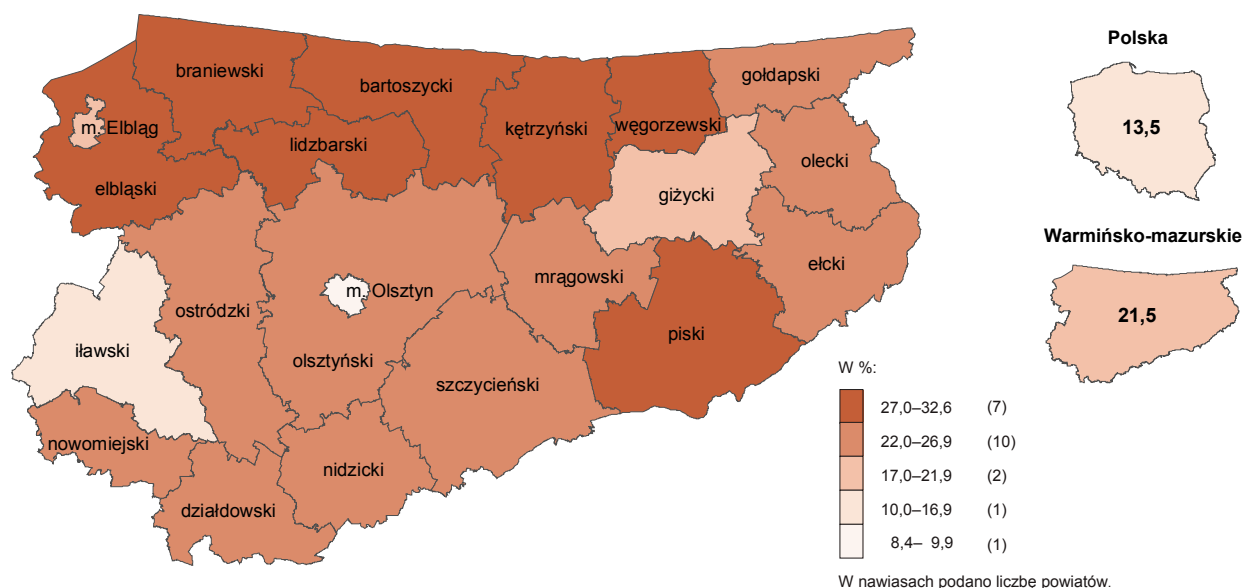 Polska
13,5
Warmińsko-mazurskie
21,5
braniewski
bartoszycki
gołdapski
m. Elbląg
kętrzyński
węgorzewski
lidzbarski
olecki
elbląski
giżycki
mrągowski
ełcki
m. Olsztyn
ostródzki
iławski
olsztyński
piski
szczycieński
nowomiejski
nidzicki
działdowski
W %:
27,0–32,6 (7)
22,0–26,9 (10)
17,0–21,9 (2)
10,0–16,9 (1)
8,4– 9,9 (1)
W nawiasach podano liczbę powiatów.